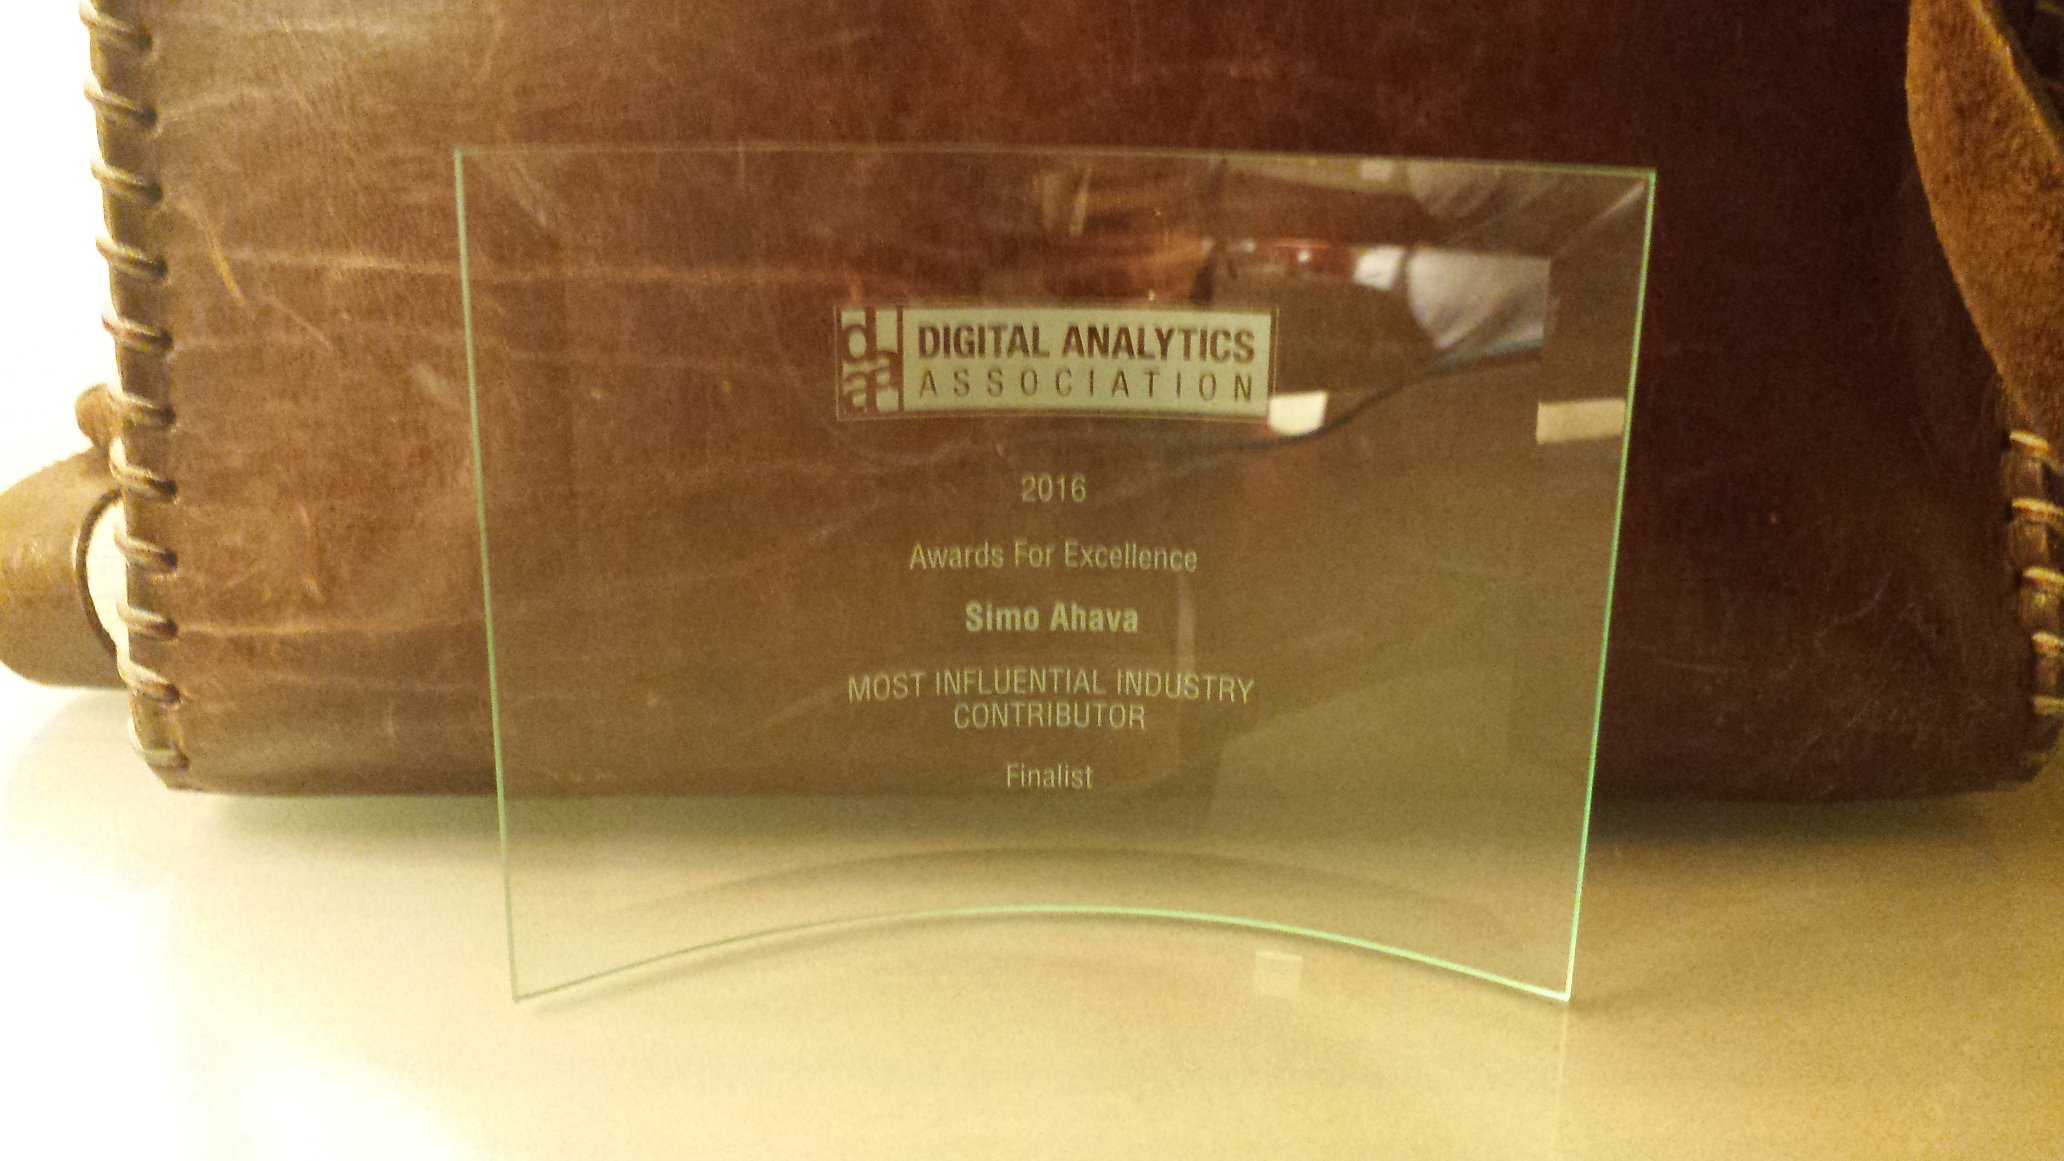 daa
DIGITAL ANALYTICS
ASSOCIATION
2016
Awards For Excellence
Simo Ahava
MOST INFLUENTIAL INDUSTRY
CONTRIBUTOR
Finalist